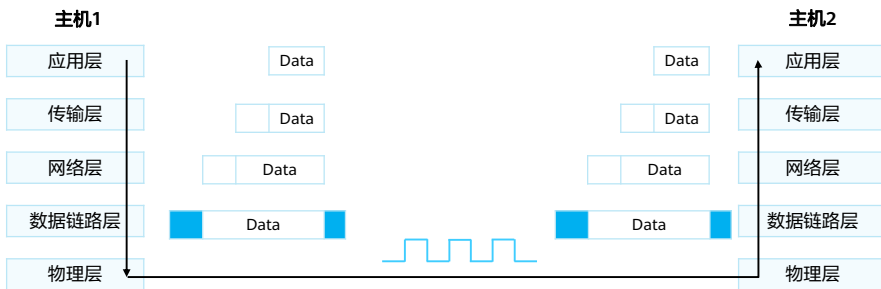 主机1 主机2
应用层 Data Data 应用层
传输层 Data Data 传输层
网络层 Data Data 网络层
数据链路层 Data Data 数据链路层
物理层 物理层